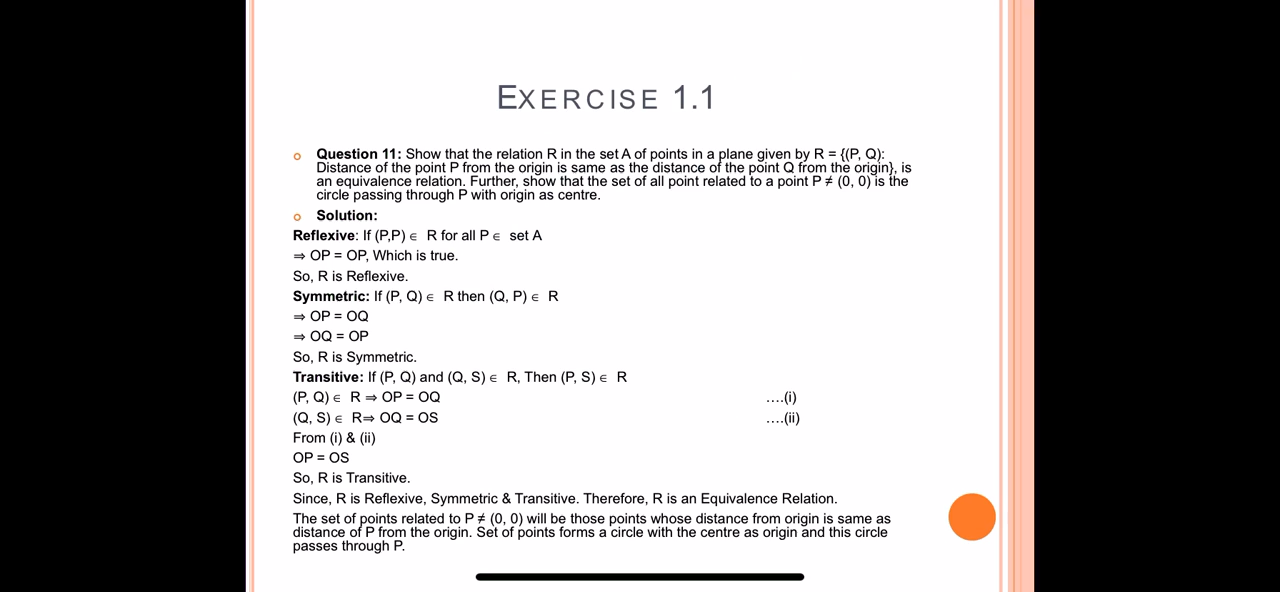 EXERCISE 1.1
Question 11: Show that the relation R in the set A of points in a plane given by R = {(P, Q):
Distance of the point P from the origin is same as the distance of the point Q from the origin}, is
an equivalence relation. Further, show that the set of all point related to a point P ≠ (0, 0) is the
circle passing through P with origin as centre.
Solution:
Reflexive: If (P,P) ∈ R for all P ∈ set A
⇒ OP = OP, Which is true.
So, R is Reflexive.
Symmetric: If (P, Q) ∈ R then (Q, P) ∈ R
⇒ OP = OQ
⇒ OQ = OP
So, R is Symmetric.
Transitive: If (P, Q) and (Q, S) ∈ R, Then (P, S) ∈ R
(P, Q) ∈ R ⇒ OP = OQ ....(i)
(Q, S) ∈ R⇒ OQ = OS ....(ii)
From (i) & (ii)
OP = OS
So, R is Transitive.
Since, R is Reflexive, Symmetric & Transitive. Therefore, R is an Equivalence Relation.
The set of points related to P ≠ (0, 0) will be those points whose distance from origin is same as
distance of P from the origin. Set of points forms a circle with the centre as origin and this circle
passes through P.